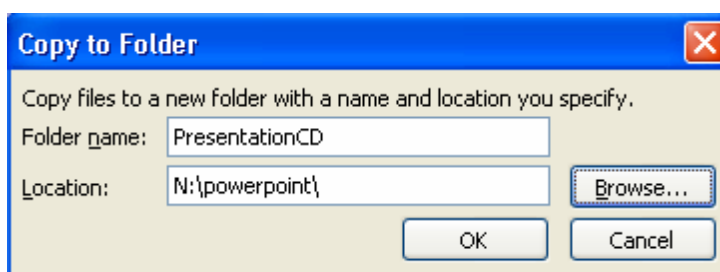 Copy to Folder
Copy files to a new folder with a name and location you specify.
Folder name: PresentationCD
Location: N:\powerpoint\ Browse...
OK Cancel